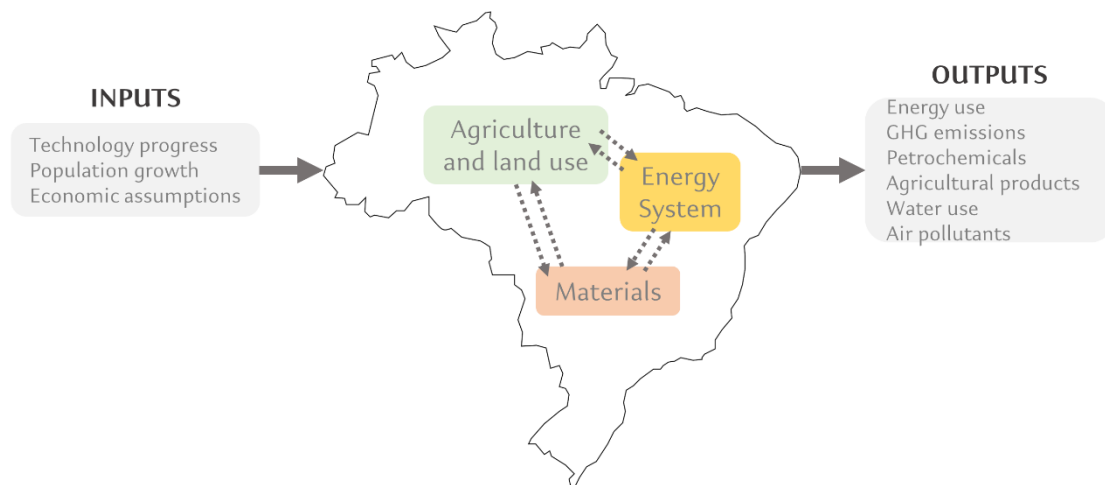 INPUTS
Technology progress
Population growth
Economic assumptions
Agriculture
and land use
Energy
System
Materials
OUTPUTS
Energy use
GHG emissions
Petrochemicals
Agricultural products
Water use
Air pollutants